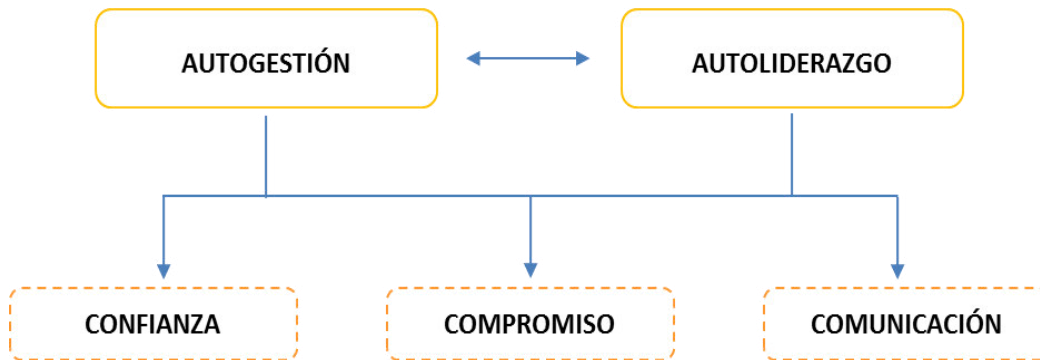 AUTOGESTIÓN
AUTOLIDERAZGO
CONFIANZA
COMPROMISO
COMUNICACIÓN